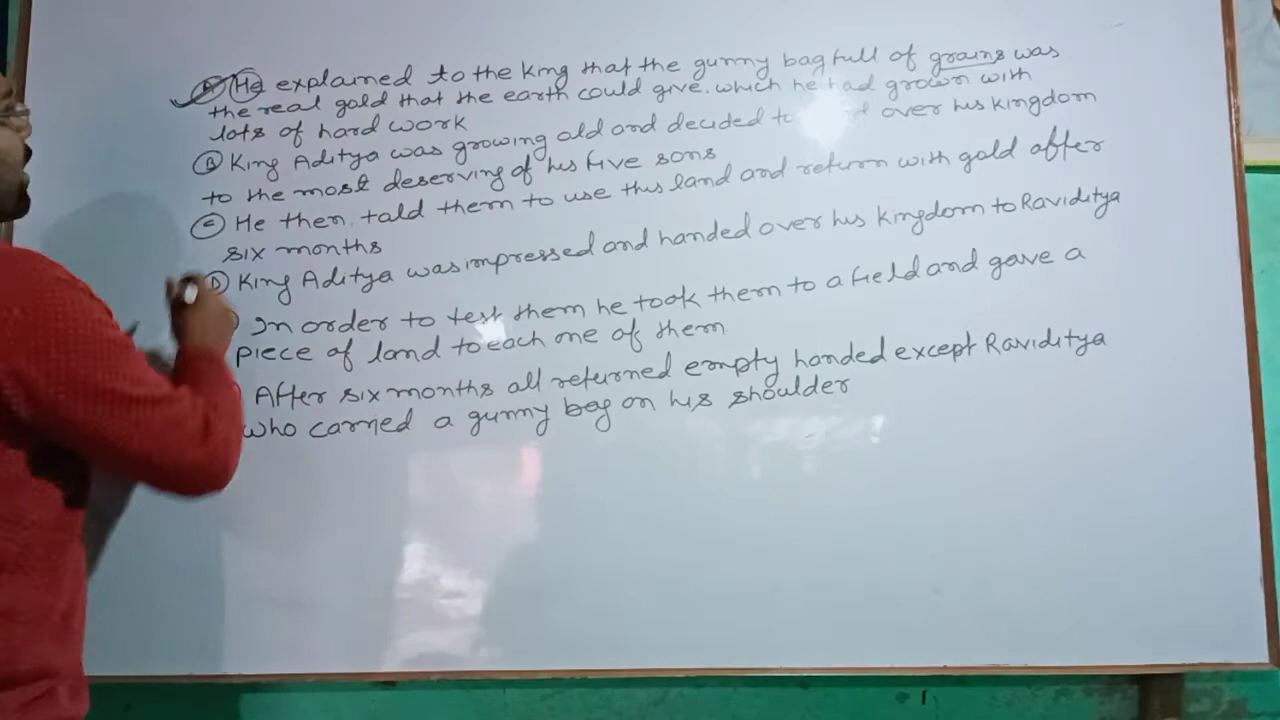 (A) He explained to the king that the gunny bag full of grains was
the real gold that the earth could give. which he had grown with
lots of hard work
(B) King Aditya was growing old and decided to over his kingdom
to the most deserving of his five sons
(C) He then told them to use this land and return with gold after
six months
(D) King Aditya was impressed and handed over his kingdom to Raviditya
In order to test them he took them to a field and gave a
piece of land to each one of them
After six months all returned empty handed except Raviditya
who carried a gunny bag on his shoulder